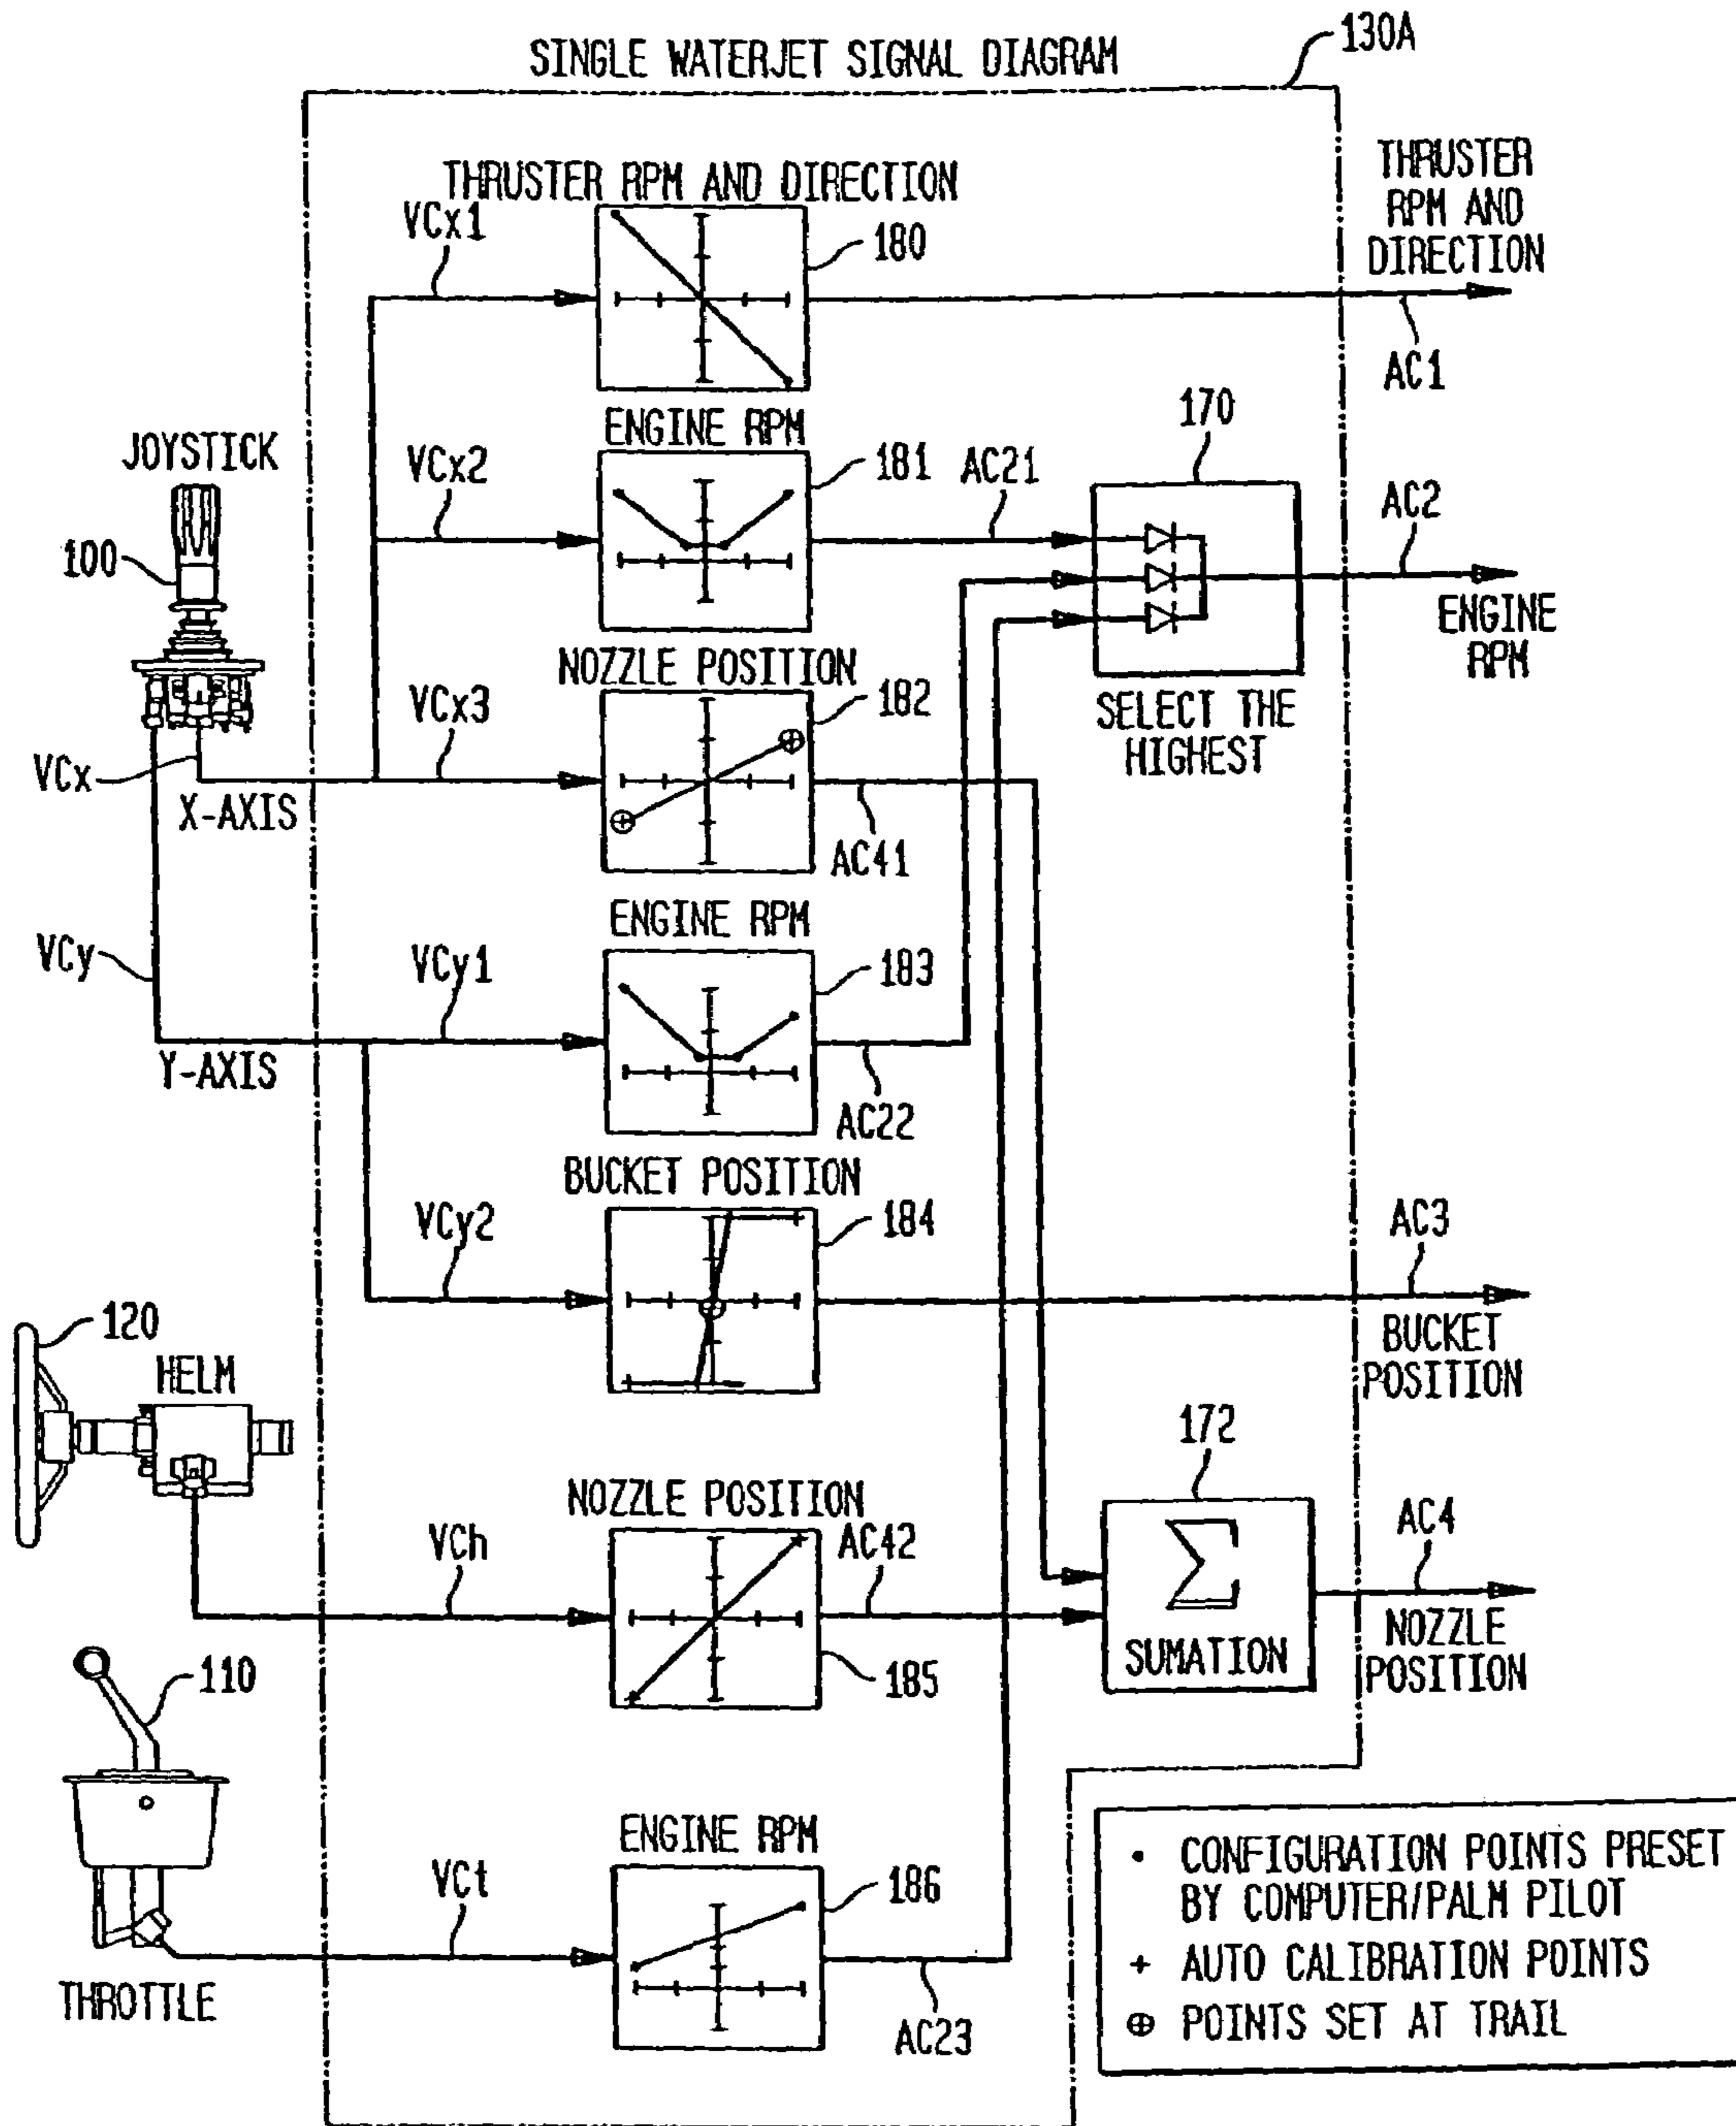 130A
SINGLE WATERJET SIGNAL DIAGRAM
THRUSTER RPM AND DIRECTION
THRUSTER
RPM AND
DIRECTION
VCx1
180
AC1
ENGINE RPM
170
JOYSTICK
VCx2
181
AC21
AC2
100
ENGINE
RPM
NOZZLE POSITION
VCx3
182
SELECT THE
HIGHEST
VCx
X-AXIS
AC41
ENGINE RPM
VCy
VCy1
183
Y-AXIS
AC22
BUCKET POSITION
VCy2
184
AC3
120
BUCKET
POSITION
HELM
172
NOZZLE POSITION
VCh
AC42
AC4
Σ
SUMATION
NOZZLE
POSITION
110
185
ENGINE RPM
VCt
186
THROTTLE
AC23
• CONFIGURATION POINTS PRESET
BY COMPUTER/PALM PILOT
+ AUTO CALIBRATION POINTS
⊕ POINTS SET AT TRAIL